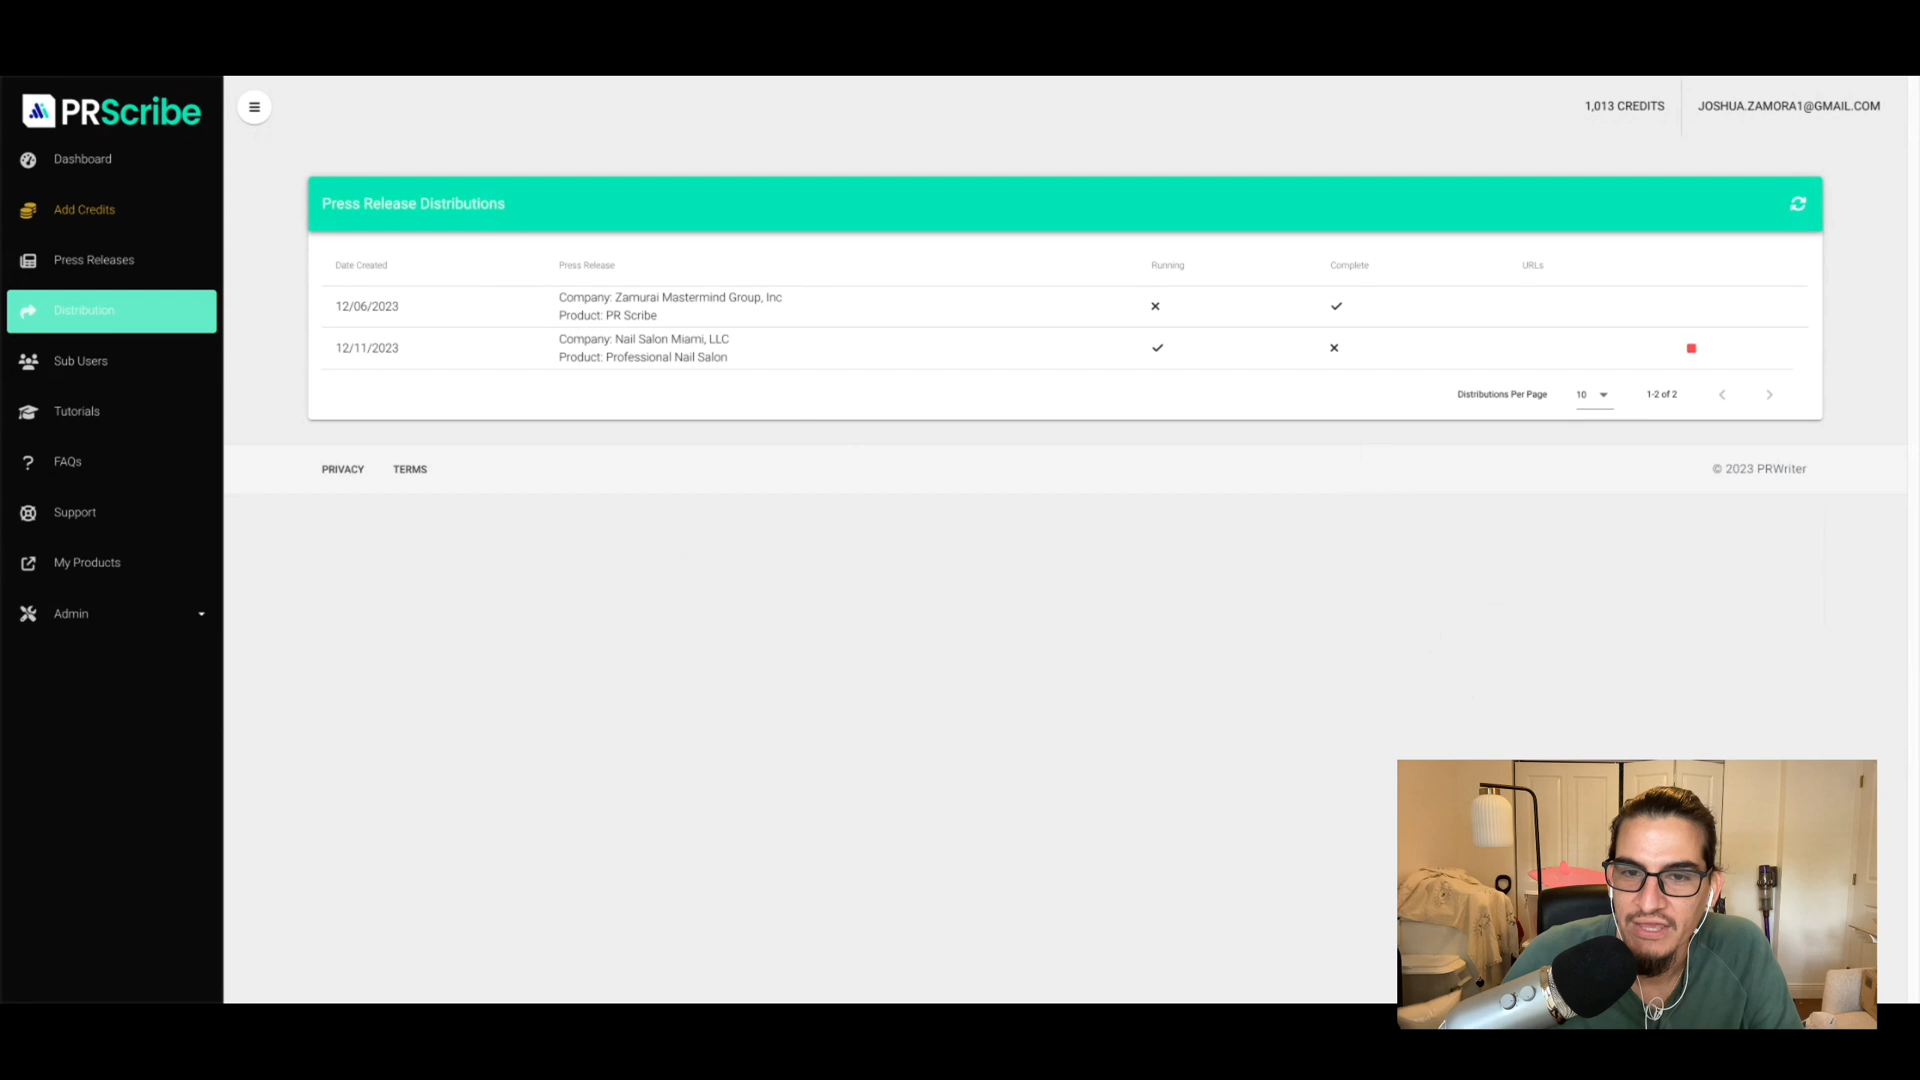 PRScribe
1,013 CREDITS
JOSHUA.ZAMORA1@GMAIL.COM
Dashboard
Add Credits
Press Releases
Distribution
Sub Users
Tutorials
FAQs
Support
My Products
Admin
Press Release Distributions
Date Created Press Release Running Complete URLs
12/06/2023 Company: Zamurai Mastermind Group, Inc
Product: PR Scribe
12/11/2023 Company: Nail Salon Miami, LLC
Product: Professional Nail Salon
Distributions Per Page 10 1-2 of 2
PRIVACY TERMS © 2023 PRWriter